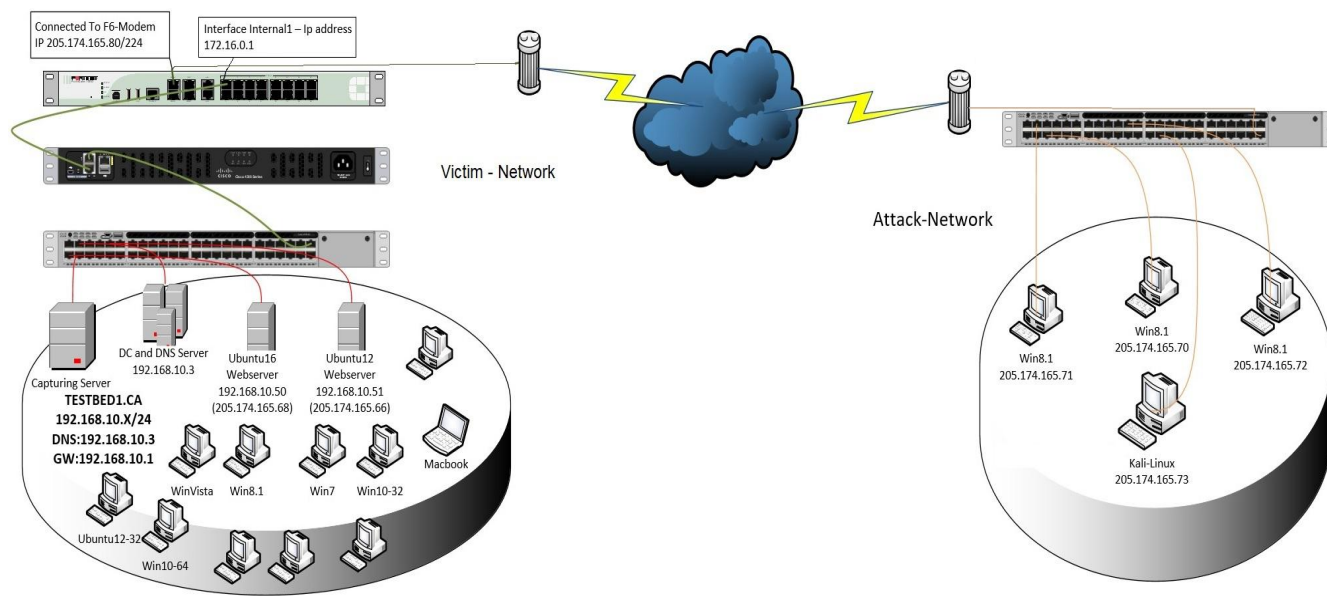 Connected To F6-Modem
IP 205.174.165.80/224
Interface Internal1 – Ip address
172.16.0.1
Victim - Network
Attack-Network
CISCO
Capturing Server
TESTBED1.CA
192.168.10.X/24
DNS:192.168.10.3
GW:192.168.10.1
DC and DNS Server
192.168.10.3
Ubuntu16
Webserver
192.168.10.50
(205.174.165.68)
Ubuntu12
Webserver
192.168.10.51
(205.174.165.66)
Macbook
WinVista
Win8.1
Win7
Win10-32
Ubuntu12-32
Win10-64
Win8.1
205.174.165.71
Win8.1
205.174.165.70
Win8.1
205.174.165.72
Kali-Linux
205.174.165.73